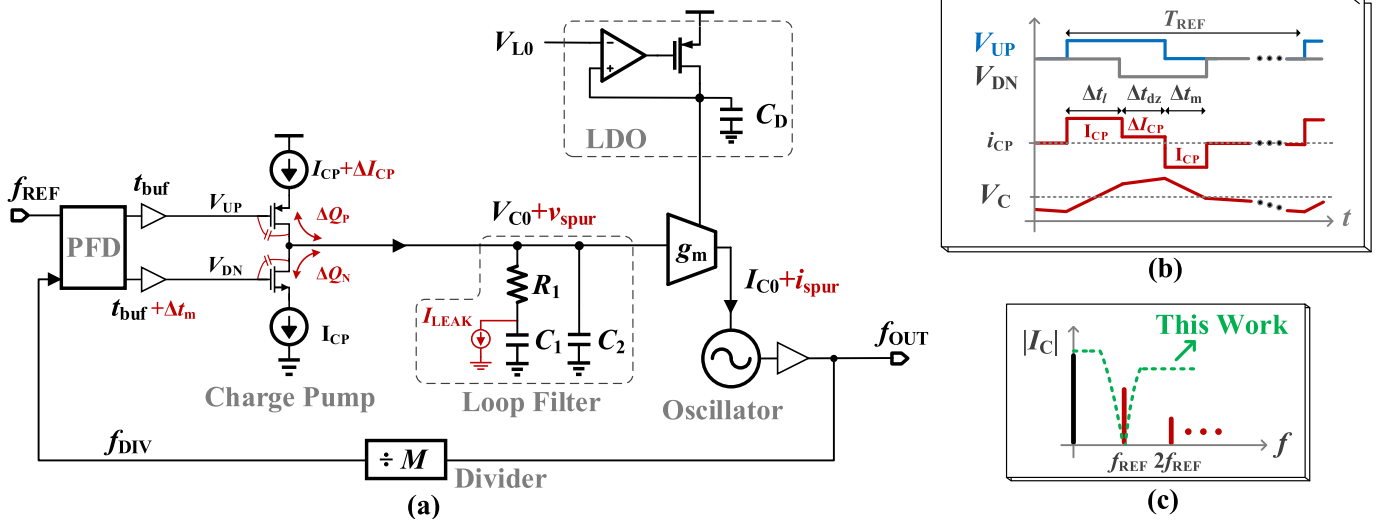 (a)
V_L0
−
+
C_D
LDO
I_CP+ΔI_CP
f_REF
t_buf
V_UP
ΔQ_P
PFD
V_DN
ΔQ_N
t_buf +Δt_m
I_CP
Charge Pump
V_C0+v_spur
R_1
I_LEAK
C_1
C_2
Loop Filter
g_m
I_C0+i_spur
f_OUT
Oscillator
f_DIV
÷ M
Divider
(a)
T_REF
V_UP
V_DN
Δt_l
Δt_dz
Δt_m
i_CP
I_CP
ΔI_CP
I_CP
V_C
t
(b)
This Work
|I_C|
f_REF 2f_REF
f
(c)